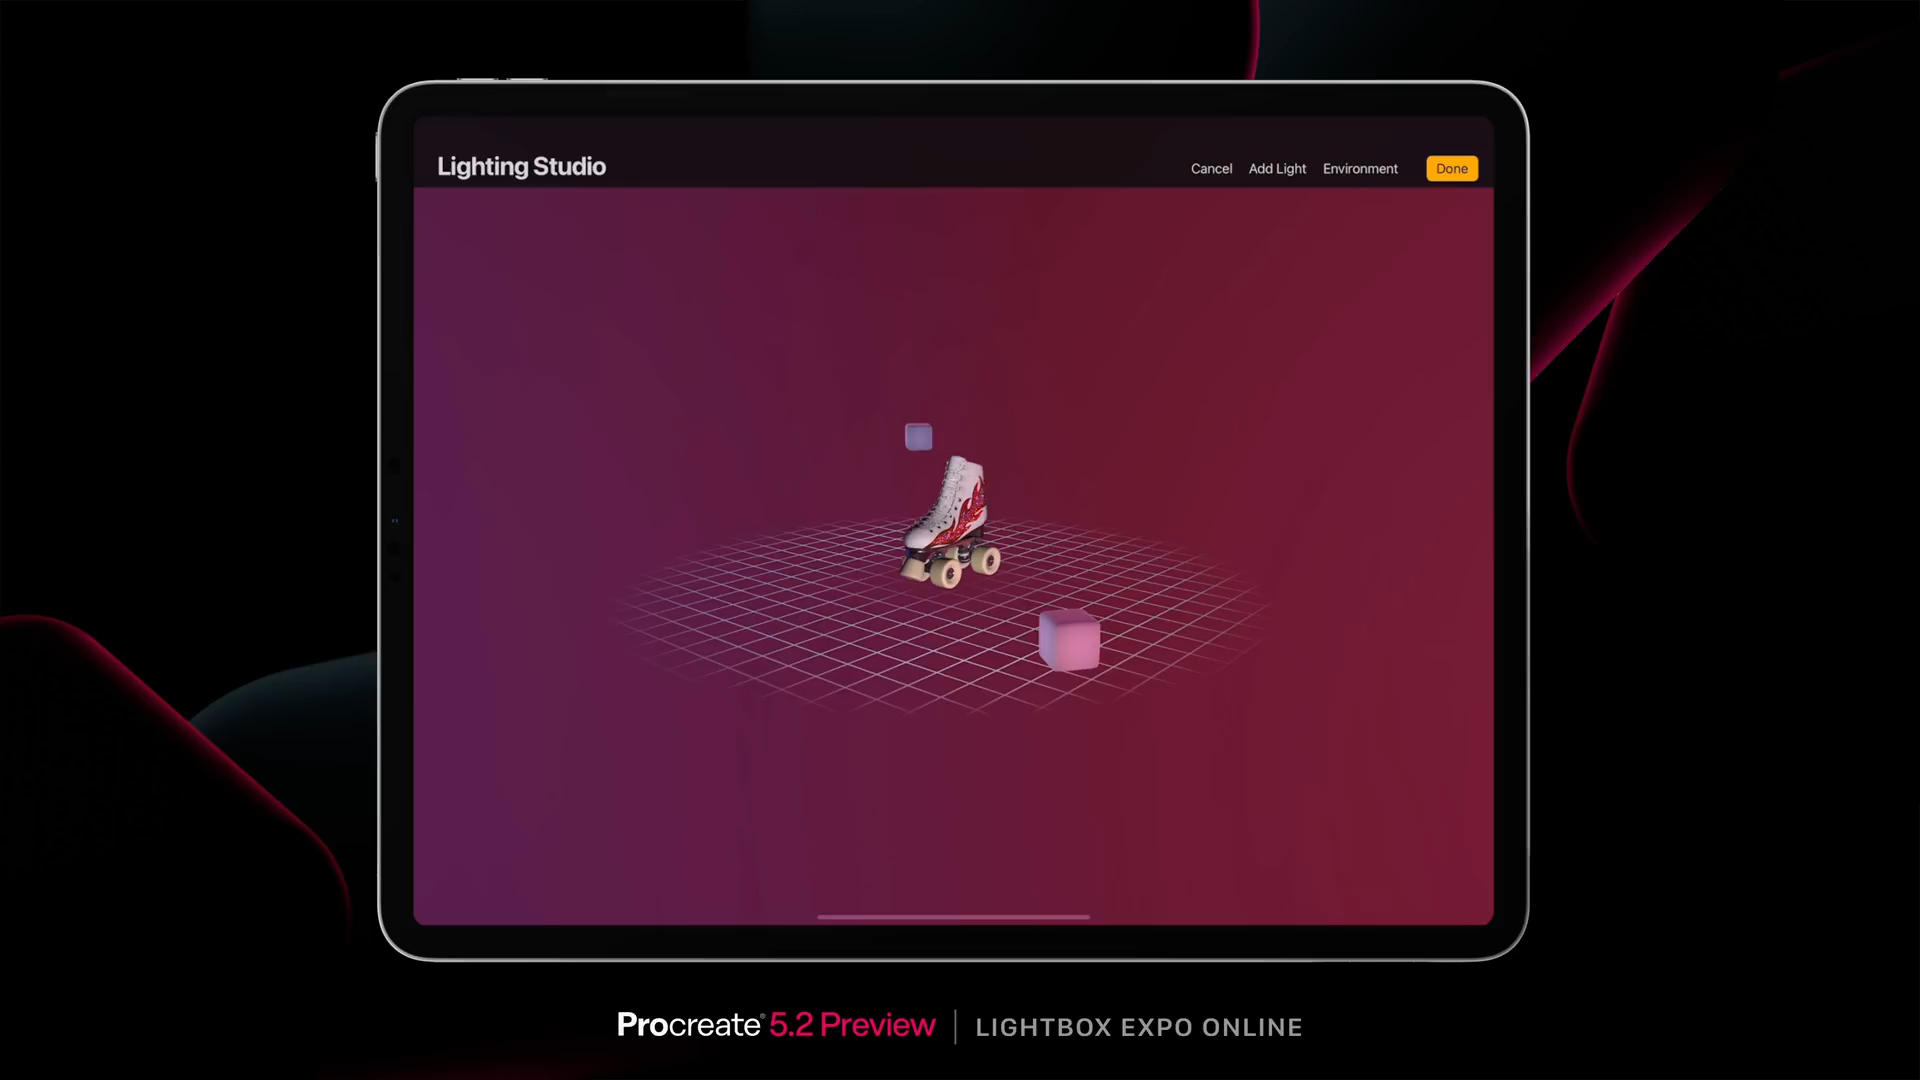 Lighting Studio
Cancel Add Light Environment Done
Procreate® 5.2 Preview | LIGHTBOX EXPO ONLINE